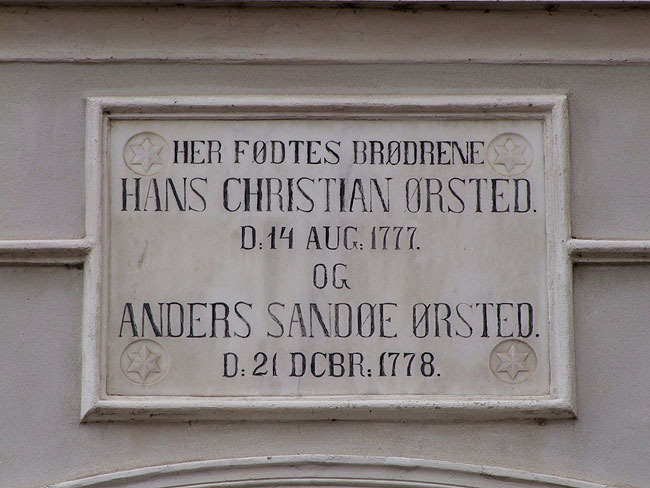 HER FØDTES BRØDRENE
HANS CHRISTIAN ØRSTED.
D: 14 AUG: 1777.
OG
ANDERS SANDØE ØRSTED.
D: 21 DCBR: 1778.